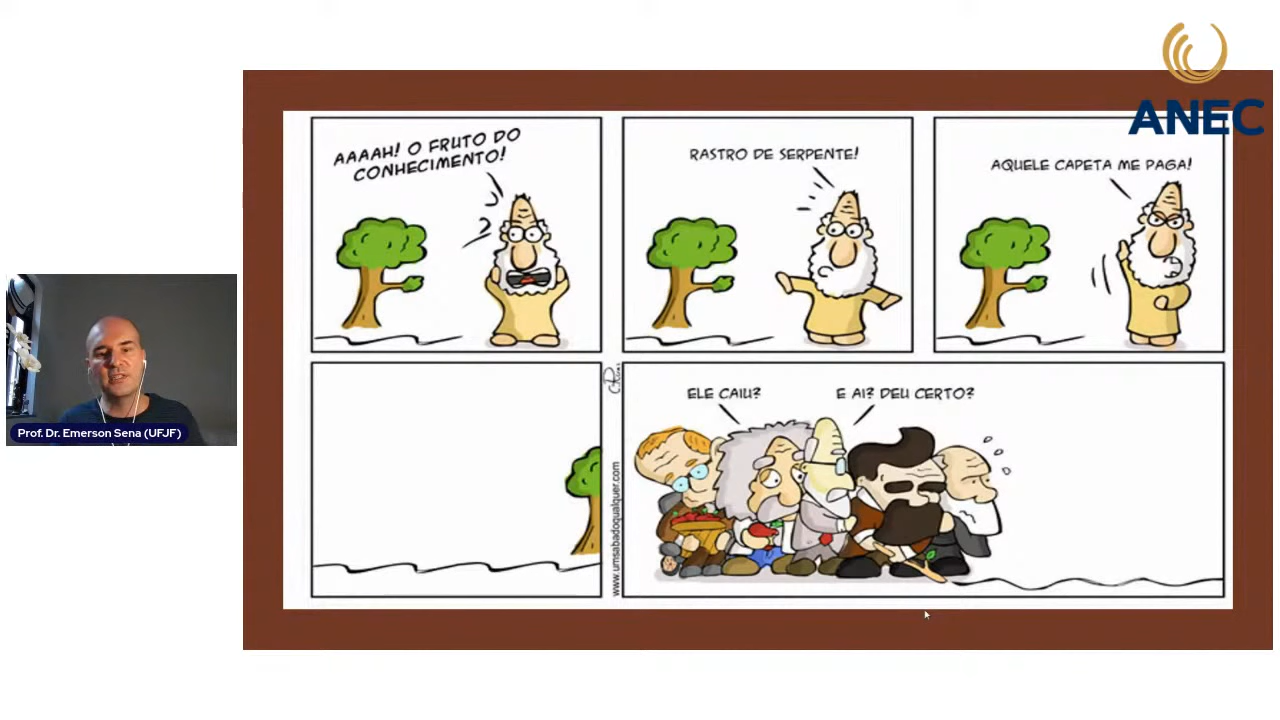 ANEC
AAAAH! O FRUTO DO
CONHECIMENTO!
RASTRO DE SERPENTE!
AQUELE CAPETA ME PAGA!
Prof. Dr. Emerson Sena (UFJF)
www.umsabadoqualquer.com
ELE CAIU?
E AI? DEU CERTO?